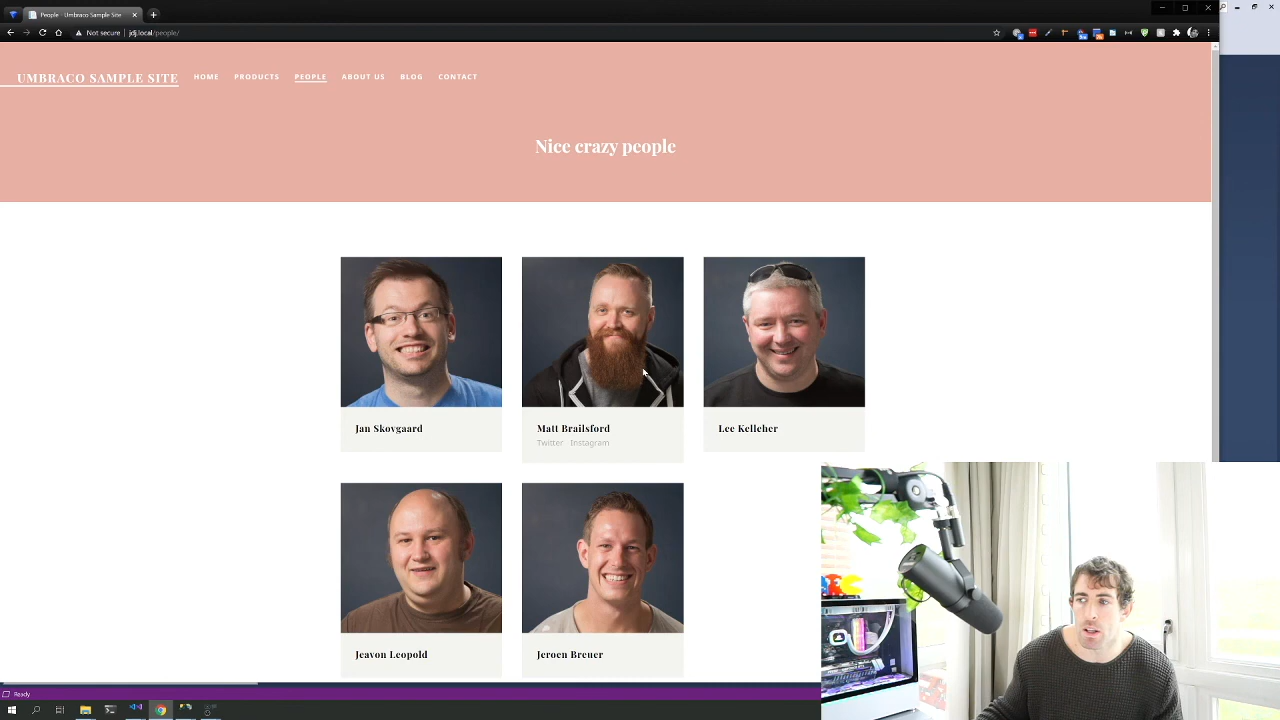 People - Umbraco Sample Site
Not secure | jdj.local/people/
UMBRACO SAMPLE SITE
HOME PRODUCTS PEOPLE ABOUT US BLOG CONTACT
Nice crazy people
Jan Skovgaard
Matt Brailsford
Twitter Instagram
Lee Kelleher
Jeavon Leopold
Jeroen Breuer
Ready